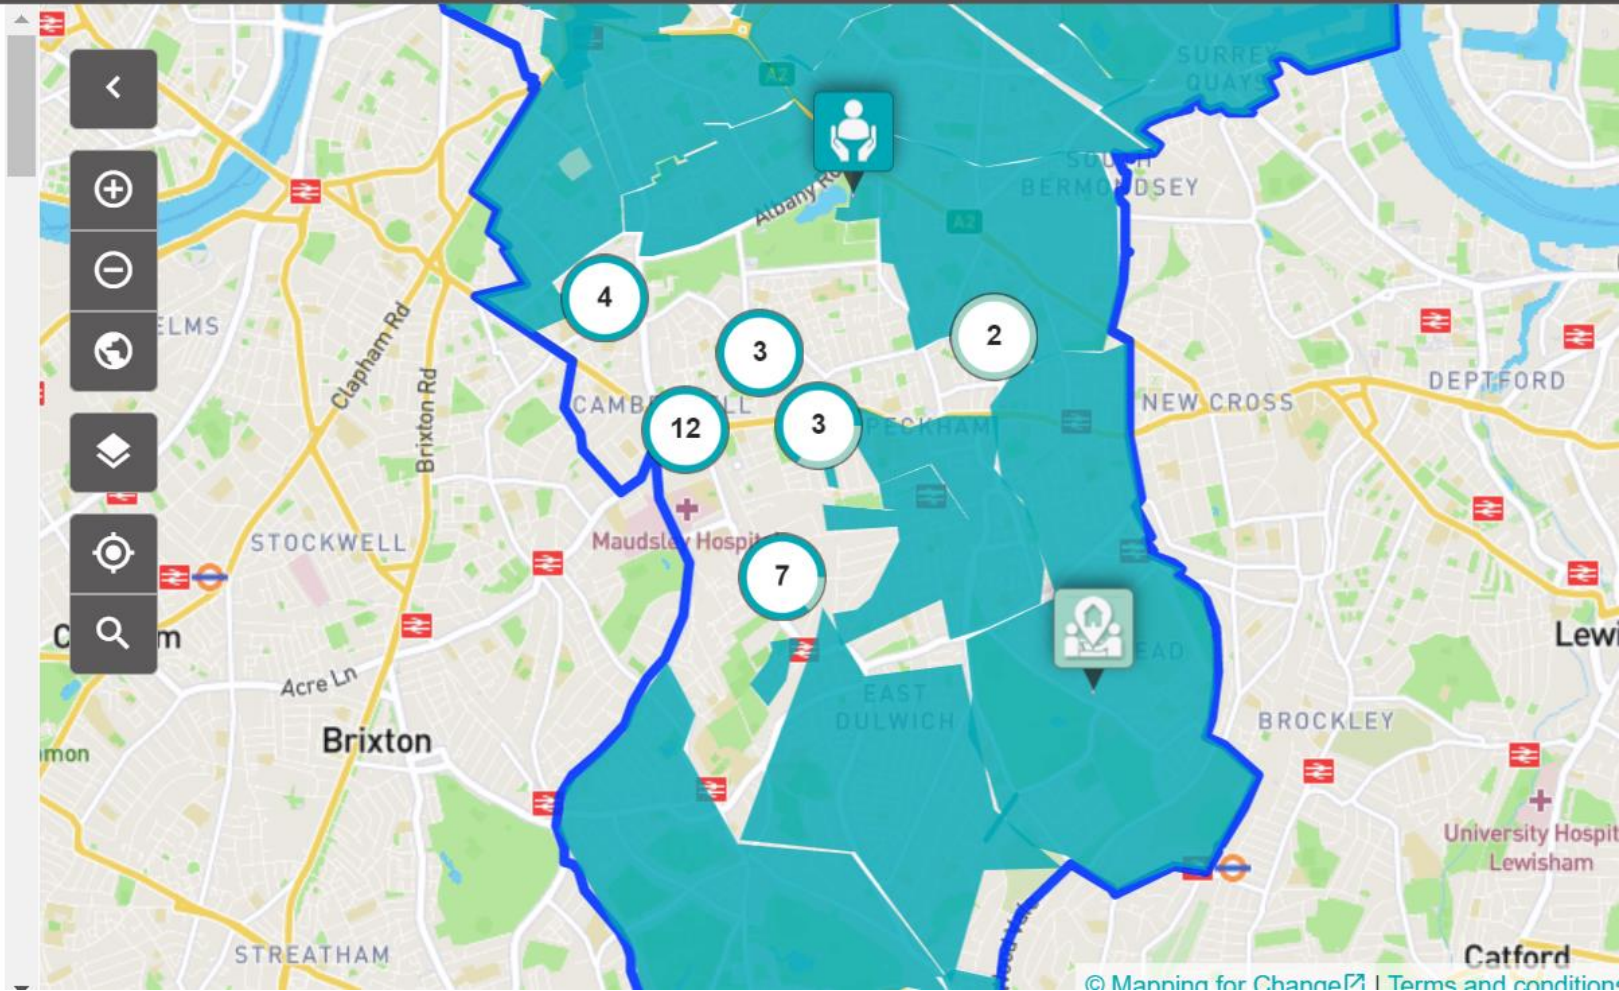 SURREY
QUAYS
A2
SOUTH
BERMONDSEY
Albany Ro
A2
ELMS
4
Clapham Rd
3
2
DEPTFORD
Brixton Rd
CAMB
LL
NEW CROSS
12
3
PECKHAM
Maudsley Hospit
STOCKWELL
7
C
m
Lewi
EAD
Acre Ln
EAST
DULWICH
BROCKLEY
Brixton
mon
University Hospit
Lewisham
STREATHAM
Catford
© Mapping for Change | Terms and condition